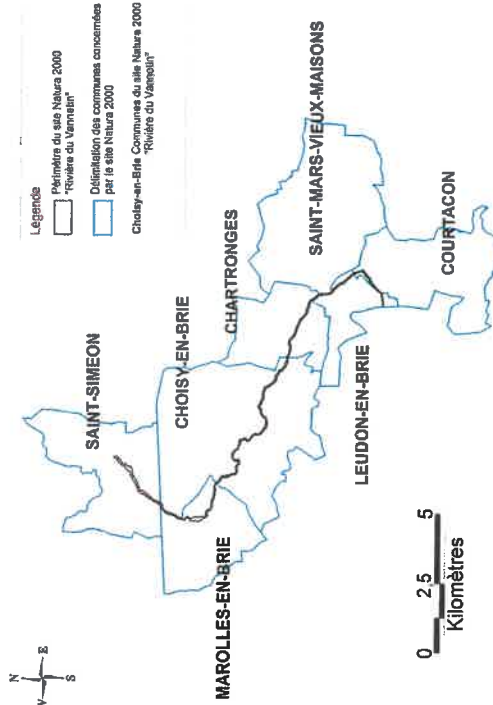 N
V E
S
Légende
Périmètre du site Natura 2000
"Rivière du Vannetin"
Délimitation des communes concernées
par le site Natura 2000
Choisy-en-Brie Communes du site Natura 2000
"Rivière du Vannetin"
SAINT-SIMEON
CHOISY-EN-BRIE
CHARTRONGES
SAINT-MARS-VIEUX-MAISONS
MAROLLES-EN-BRIE
LEUDON-EN-BRIE
COURTACON
0 2,5 5
Kilomètres